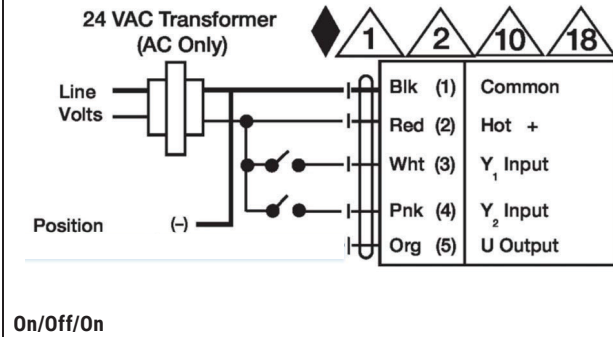 24 VAC Transformer
(AC Only)
1 2 10 18
Line
Volts
Blk (1) Common
Red (2) Hot +
Wht (3) Y1 Input
Pnk (4) Y2 Input
Position (–)
Org (5) U Output
On/Off/On